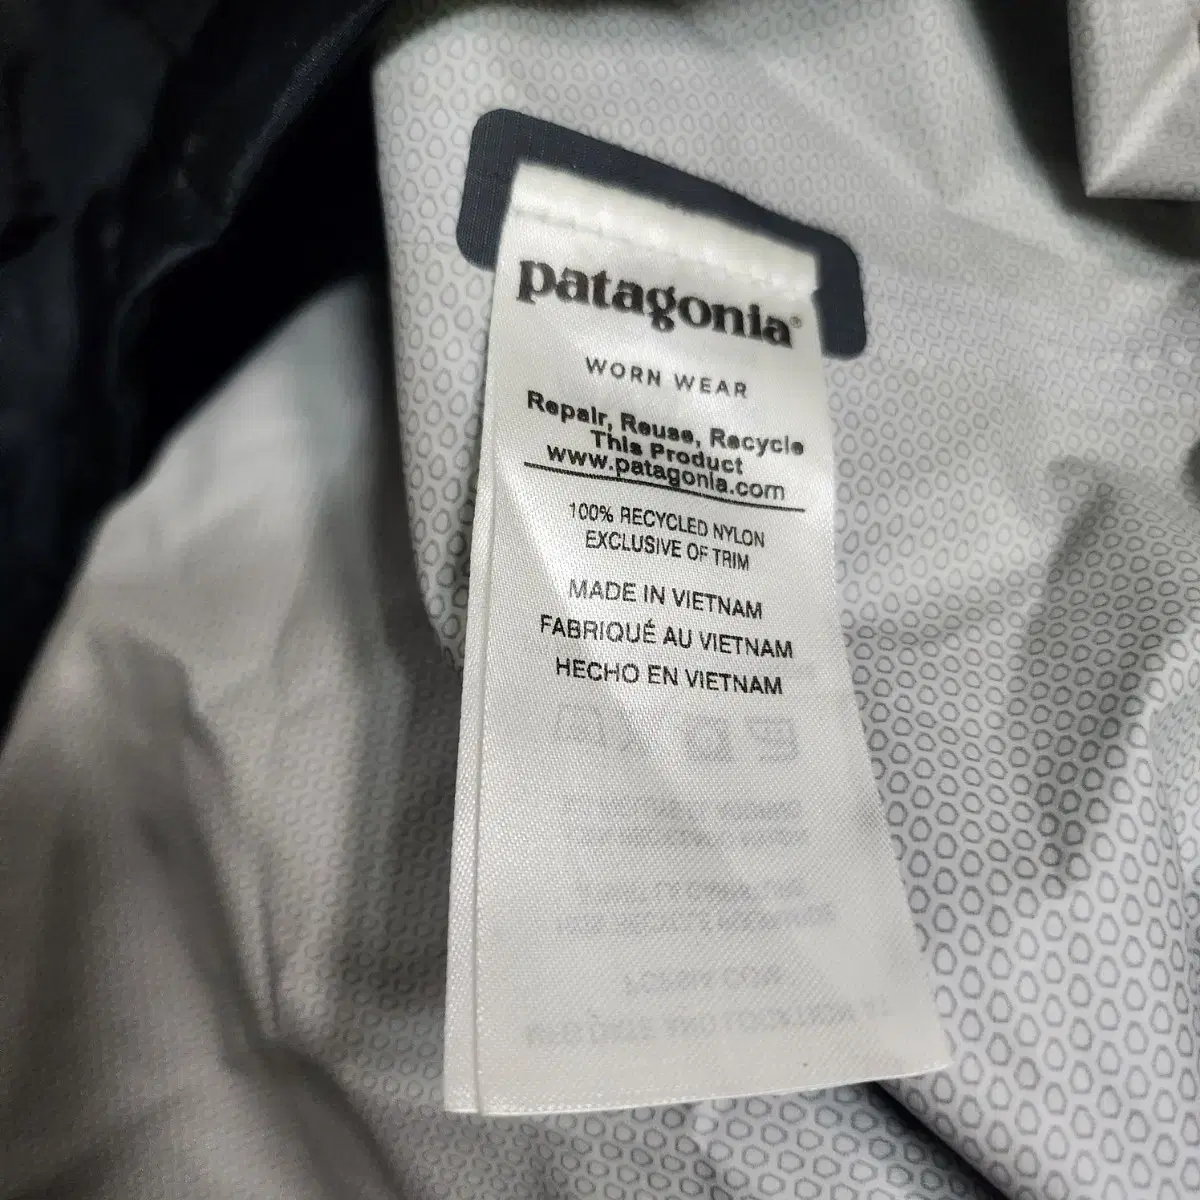 patagonia®
WORN WEAR
Repair, Reuse, Recycle
This Product
www.patagonia.com
100% RECYCLED NYLON
EXCLUSIVE OF TRIM
MADE IN VIETNAM
FABRIQUÉ AU VIETNAM
HECHO EN VIETNAM